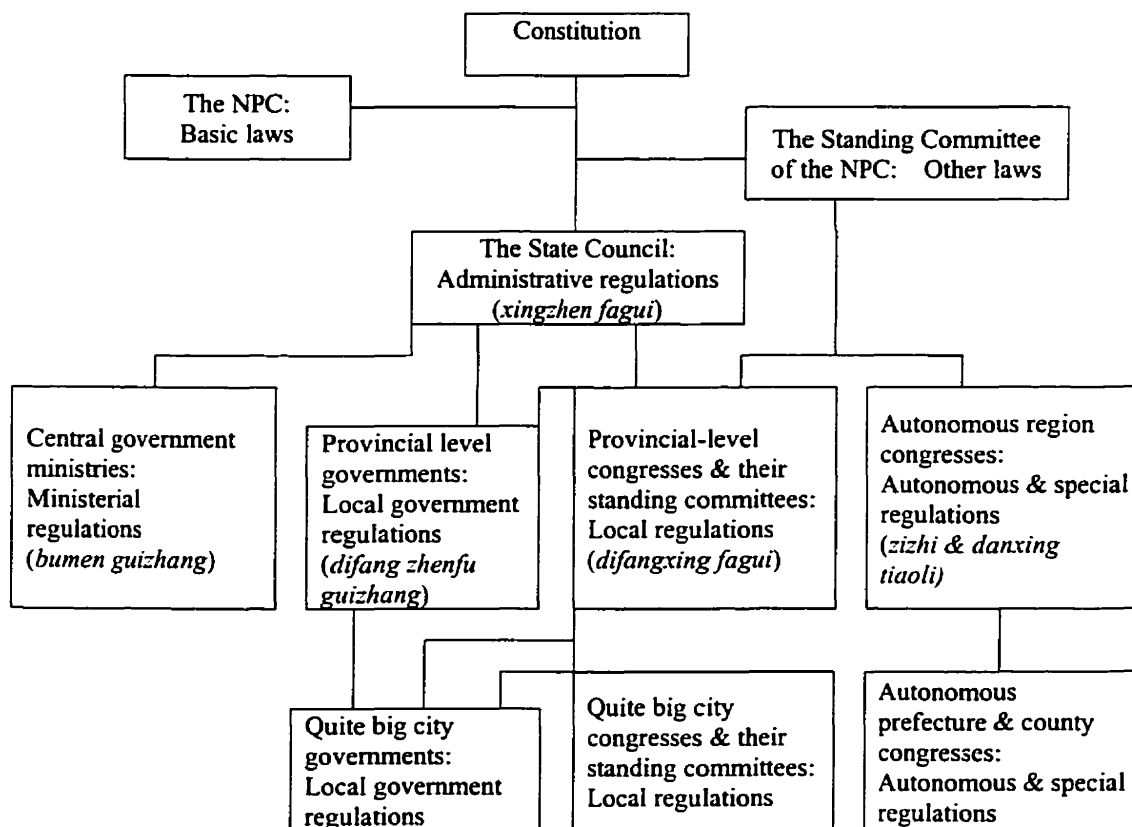 Constitution
The NPC:
Basic laws
The Standing Committee
of the NPC: Other laws
The State Council:
Administrative regulations
(xingzhen fagui)
Central government
ministries:
Ministerial
regulations
(bumen guizhang)
Provincial level
governments:
Local government
regulations
(difang zhenfu
guizhang)
Provincial-level
congresses & their
standing committees:
Local regulations
(difangxing fagui)
Autonomous region
congresses:
Autonomous & special
regulations
(zizhi & danxing
tiaoli)
Quite big city
governments:
Local government
regulations
Quite big city
congresses & their
standing committees:
Local regulations
Autonomous
prefecture & county
congresses:
Autonomous & special
regulations